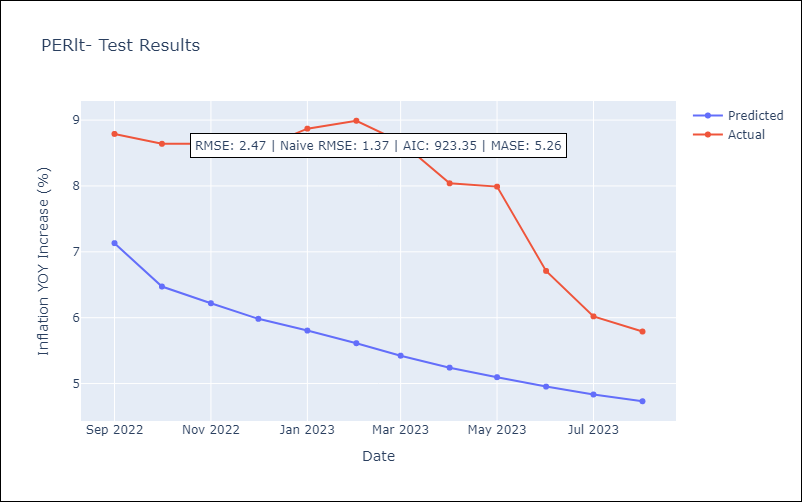 PERlt- Test Results
Predicted
Actual
RMSE: 2.47 | Naive RMSE: 1.37 | AIC: 923.35 | MASE: 5.26
Inflation YOY Increase (%)
9
8
7
6
5
Sep 2022 Nov 2022 Jan 2023 Mar 2023 May 2023 Jul 2023
Date